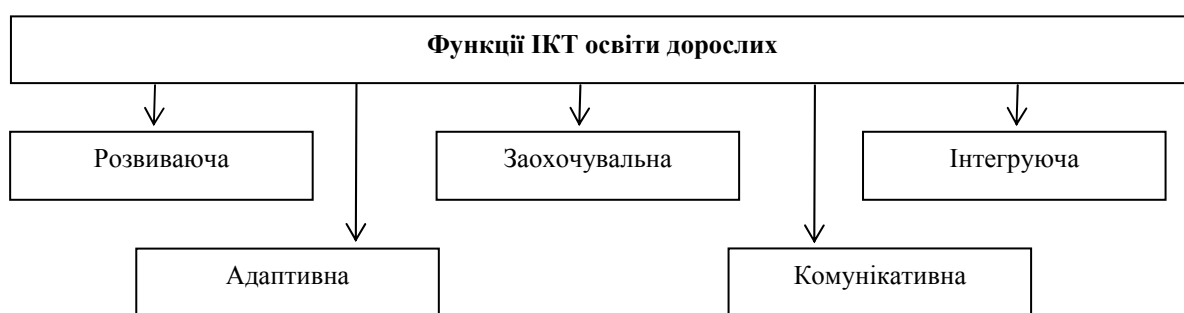 Функції ІКТ освіти дорослих
Розвиваюча
Заохочувальна
Інтегруюча
Адаптивна
Комунікативна